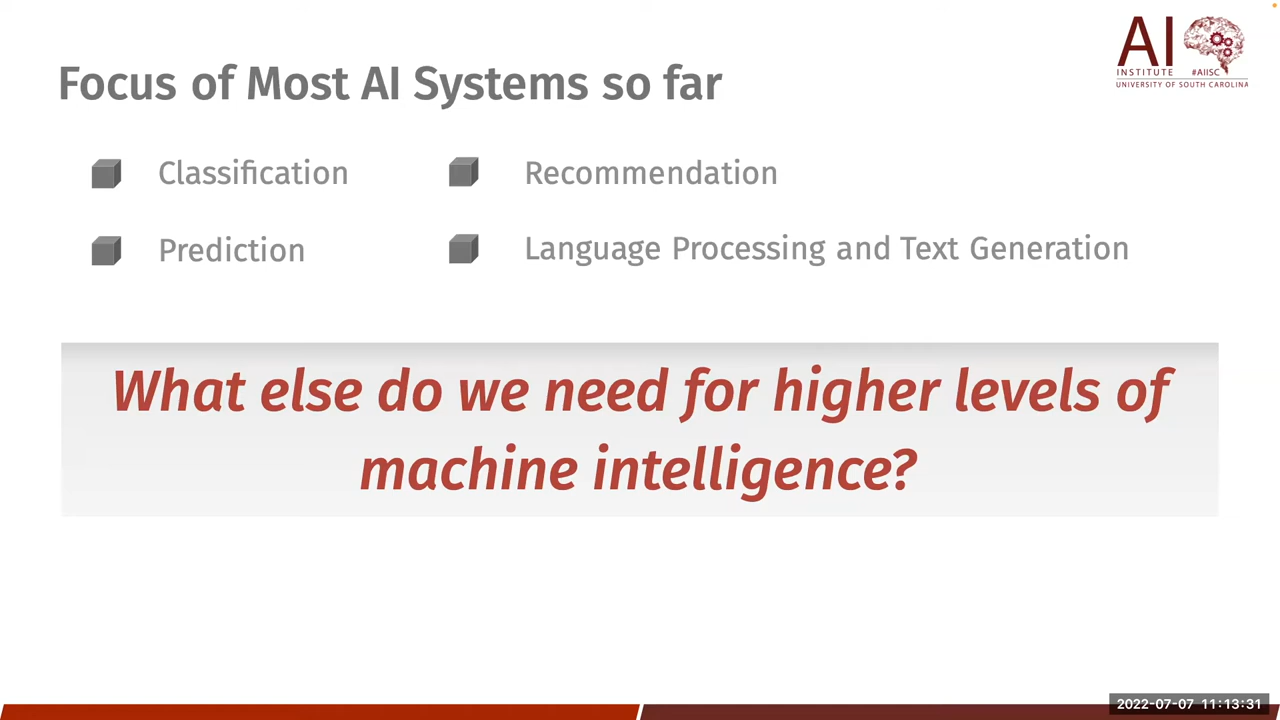 AI
INSTITUTE #AIISC
UNIVERSITY OF SOUTH CAROLINA
Focus of Most AI Systems so far
Classification
Recommendation
Prediction
Language Processing and Text Generation
What else do we need for higher levels of
machine intelligence?
2022-07-07 11:13:31